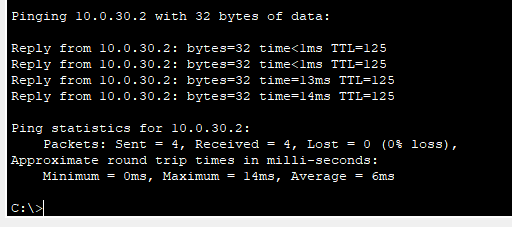 Pinging 10.0.30.2 with 32 bytes of data:
Reply from 10.0.30.2: bytes=32 time<1ms TTL=125
Reply from 10.0.30.2: bytes=32 time<1ms TTL=125
Reply from 10.0.30.2: bytes=32 time=13ms TTL=125
Reply from 10.0.30.2: bytes=32 time=14ms TTL=125
Ping statistics for 10.0.30.2:
Packets: Sent = 4, Received = 4, Lost = 0 (0% loss),
Approximate round trip times in milli-seconds:
Minimum = 0ms, Maximum = 14ms, Average = 6ms
C:\>